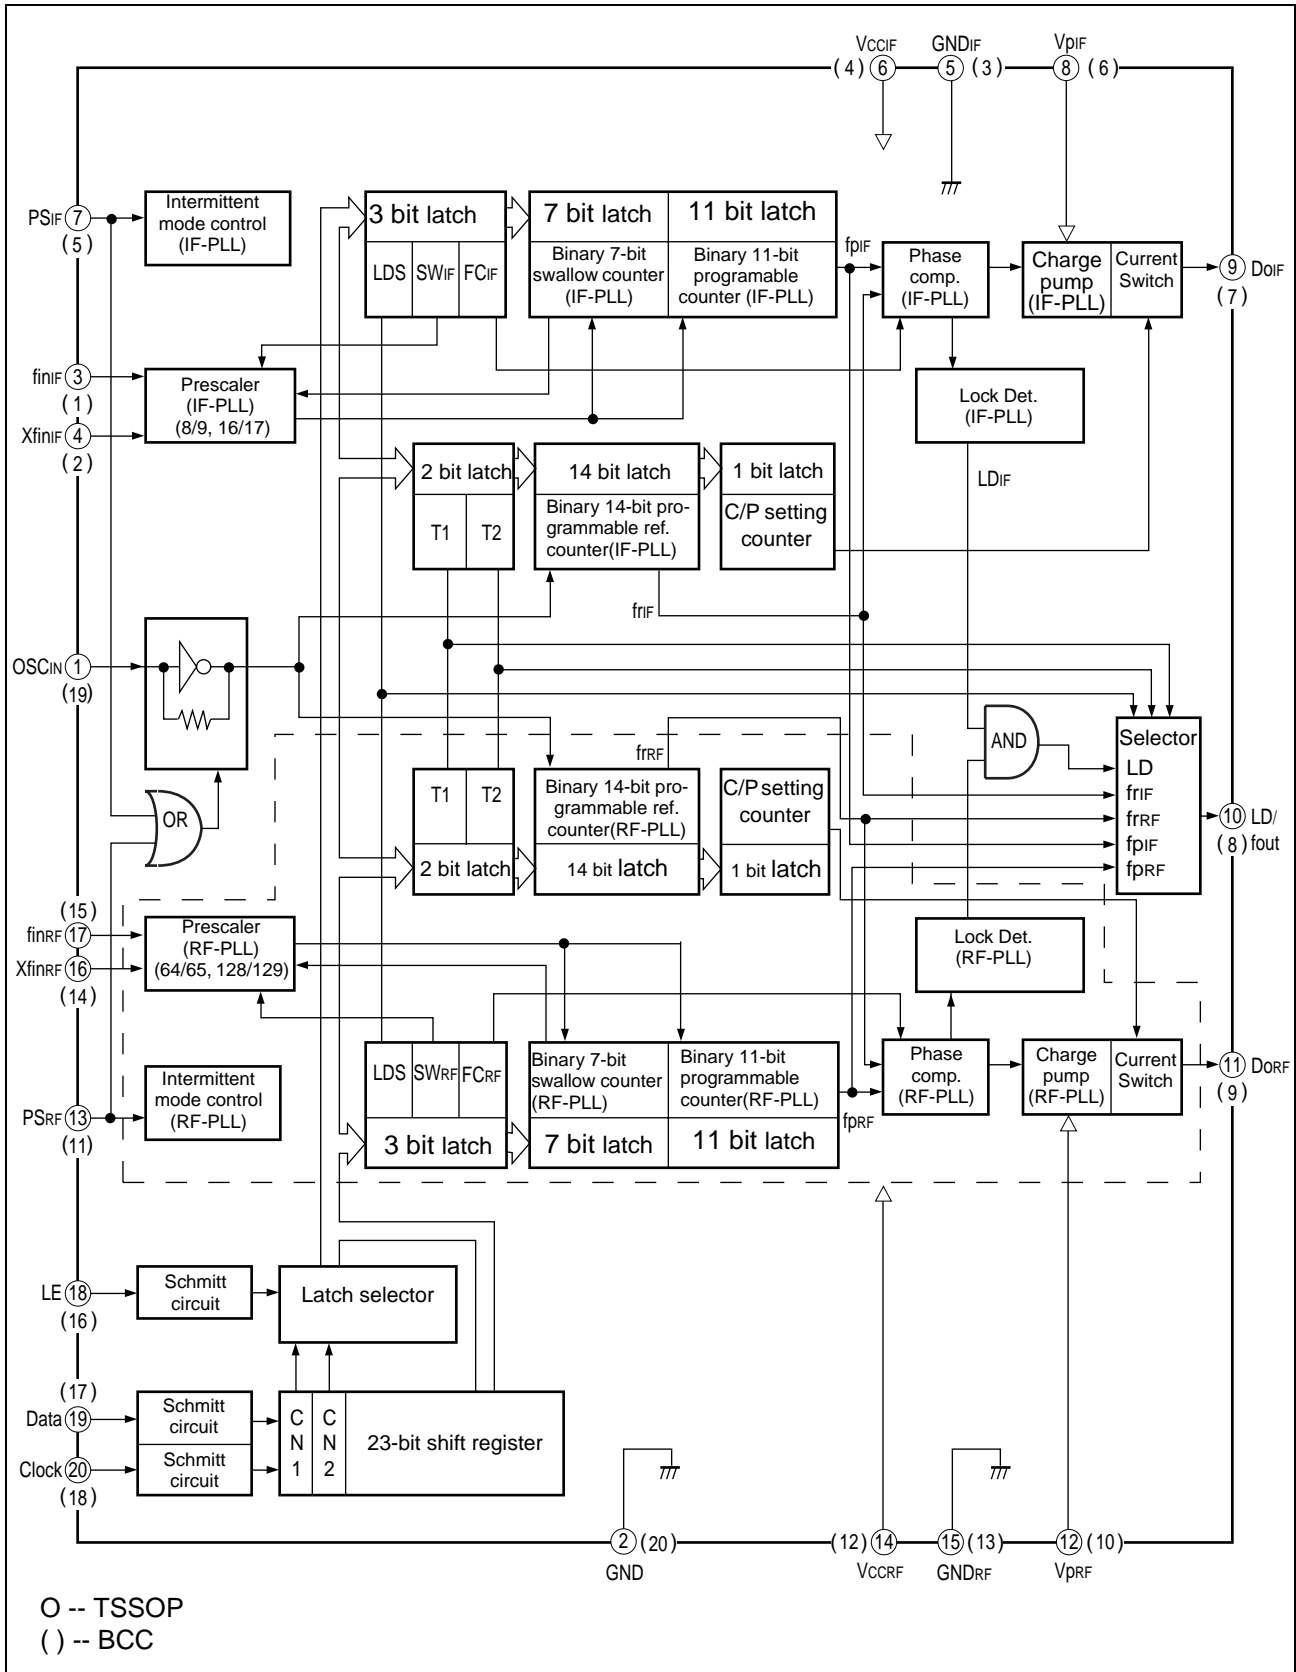 VCCIF GNDIF VpIF
(4) 6 5 (3) 8 (6)
PSIF 7
(5)
Intermittent
mode control
(IF-PLL)
3 bit latch
LDS SWIF FCIF
7 bit latch
11 bit latch
Binary 7-bit
swallow counter
(IF-PLL)
Binary 11-bit
programable
counter (IF-PLL)
fpIF
Phase
comp.
(IF-PLL)
Charge
pump
(IF-PLL)
Current
Switch
9 DoIF
(7)
finIF 3
(1)
XfinIF 4
(2)
Prescaler
(IF-PLL)
(8/9, 16/17)
Lock Det.
(IF-PLL)
LDIF
2 bit latch
T1 T2
14 bit latch
Binary 14-bit pro-
grammable ref.
counter(IF-PLL)
1 bit latch
C/P setting
counter
frIF
OSCIN 1
(19)
OR
frRF
AND
Selector
LD
frIF
frRF
fpIF
fpRF
10 LD/
(8) fout
T1 T2
2 bit latch
Binary 14-bit pro-
grammable ref.
counter(RF-PLL)
14 bit latch
C/P setting
counter
1 bit latch
(15)
finRF 17
XfinRF 16
(14)
Prescaler
(RF-PLL)
(64/65, 128/129)
Lock Det.
(RF-PLL)
LDS SWRF FCRF
3 bit latch
Binary 7-bit
swallow counter
(RF-PLL)
Binary 11-bit
programmable
counter(RF-PLL)
7 bit latch
11 bit latch
fpRF
Phase
comp.
(RF-PLL)
Charge
pump
(RF-PLL)
Current
Switch
11 DoRF
(9)
PSRF 13
(11)
Intermittent
mode control
(RF-PLL)
LE 18
(16)
Schmitt
circuit
Latch selector
(17)
Data 19
Schmitt
circuit
Clock 20
(18)
Schmitt
circuit
C
N
1
C
N
2
23-bit shift register
2 (20)
GND
(12) 14
VCCRF
15 (13)
GNDRF
12 (10)
VpRF
O -- TSSOP
( ) -- BCC